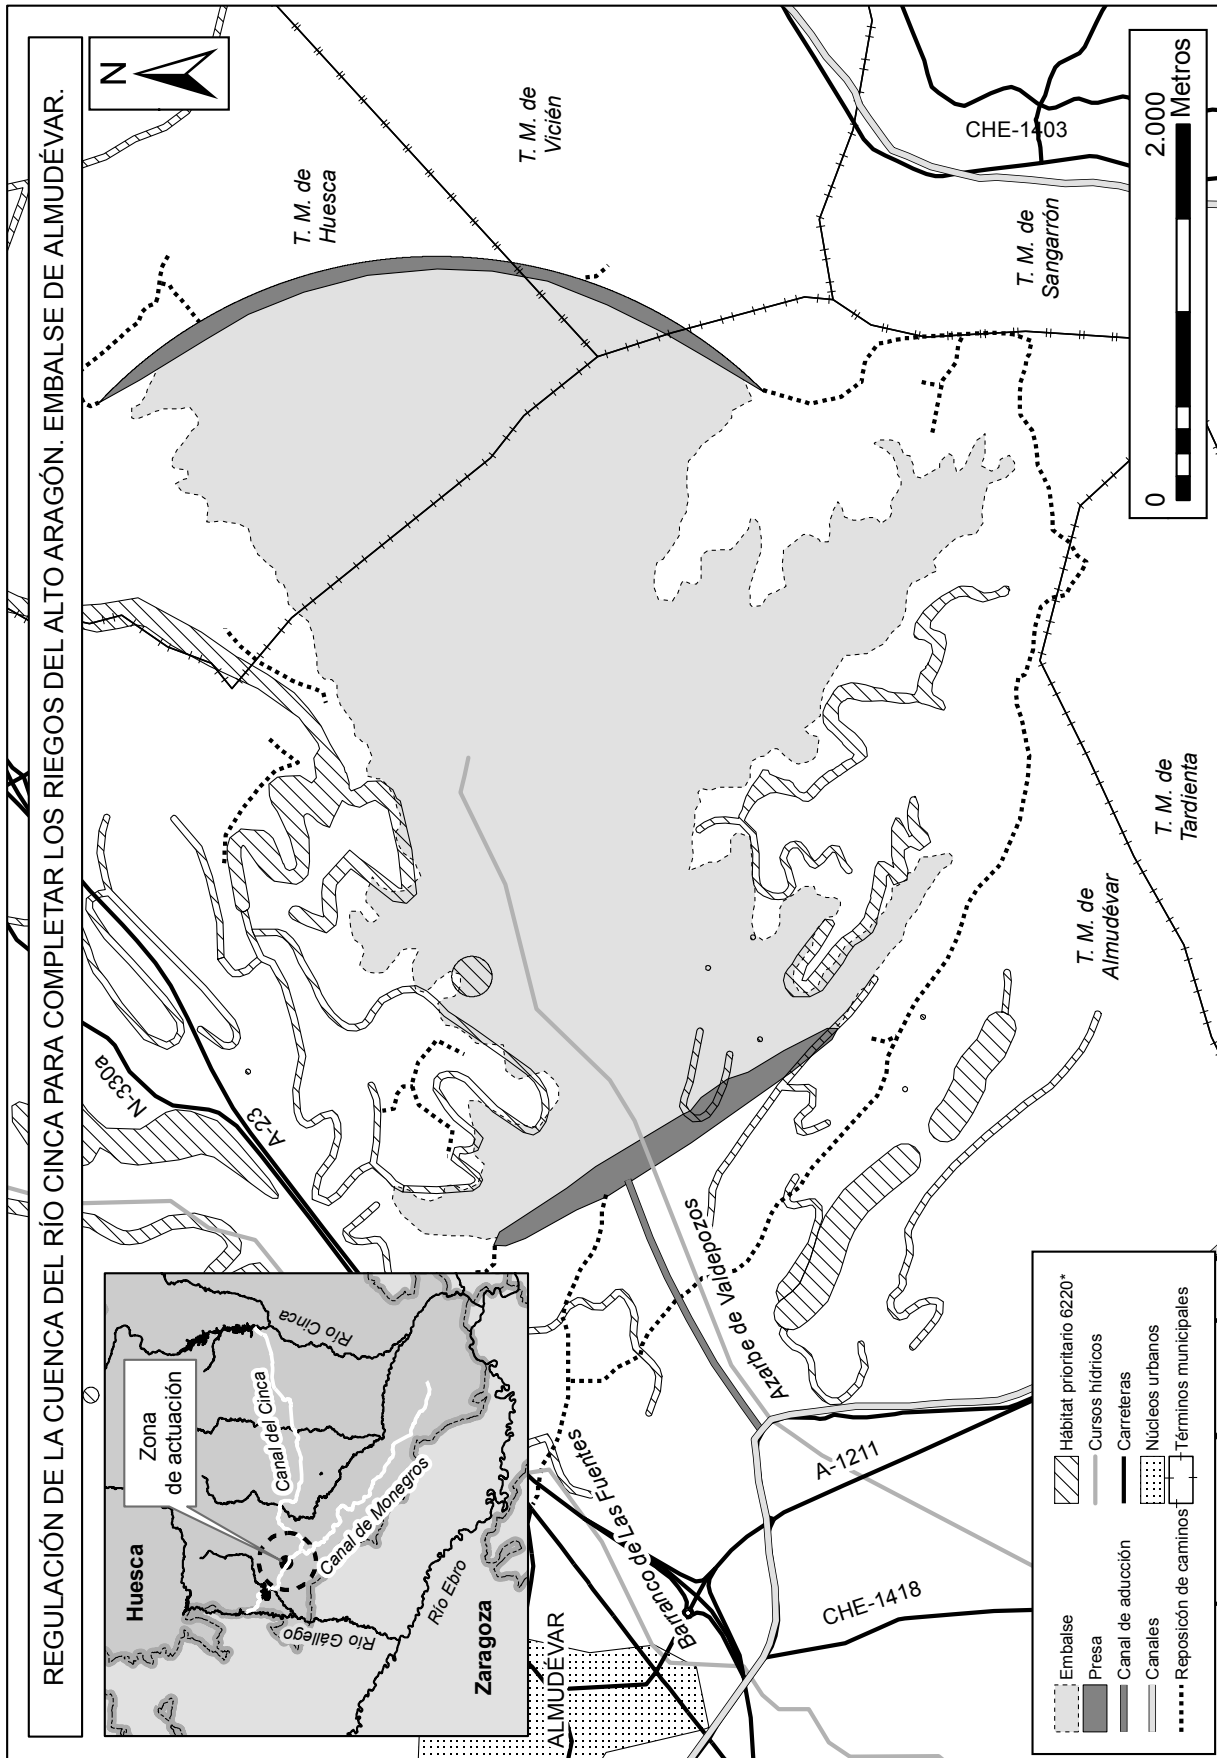 REGULACIÓN DE LA CUENCA DEL RÍO CINCA PARA COMPLETAR LOS RIEGOS DEL ALTO ARAGÓN. EMBALSE DE ALMUDÉVAR.
N
Huesca
Zona
de actuación
Río Cinca
Canal del Cinca
Canal de Monegros
Río Gállego
Río Ebro
Zaragoza
N-330a
A-23
T. M. de
Huesca
T. M. de
Vicién
CHE-1403
T. M. de
Sangarrón
T. M. de
Tardienta
T. M. de
Almudévar
Azarbe de Valdepozos
Barranco de Las Fuentes
A-1211
CHE-1418
ALMUDÉVAR
Embalse
Presa
Canal de aducción
Canales
Reposicón de caminos
Hábitat prioritario 6220*
Cursos hídricos
Carreteras
Núcleos urbanos
Términos municipales
0
2.000
Metros